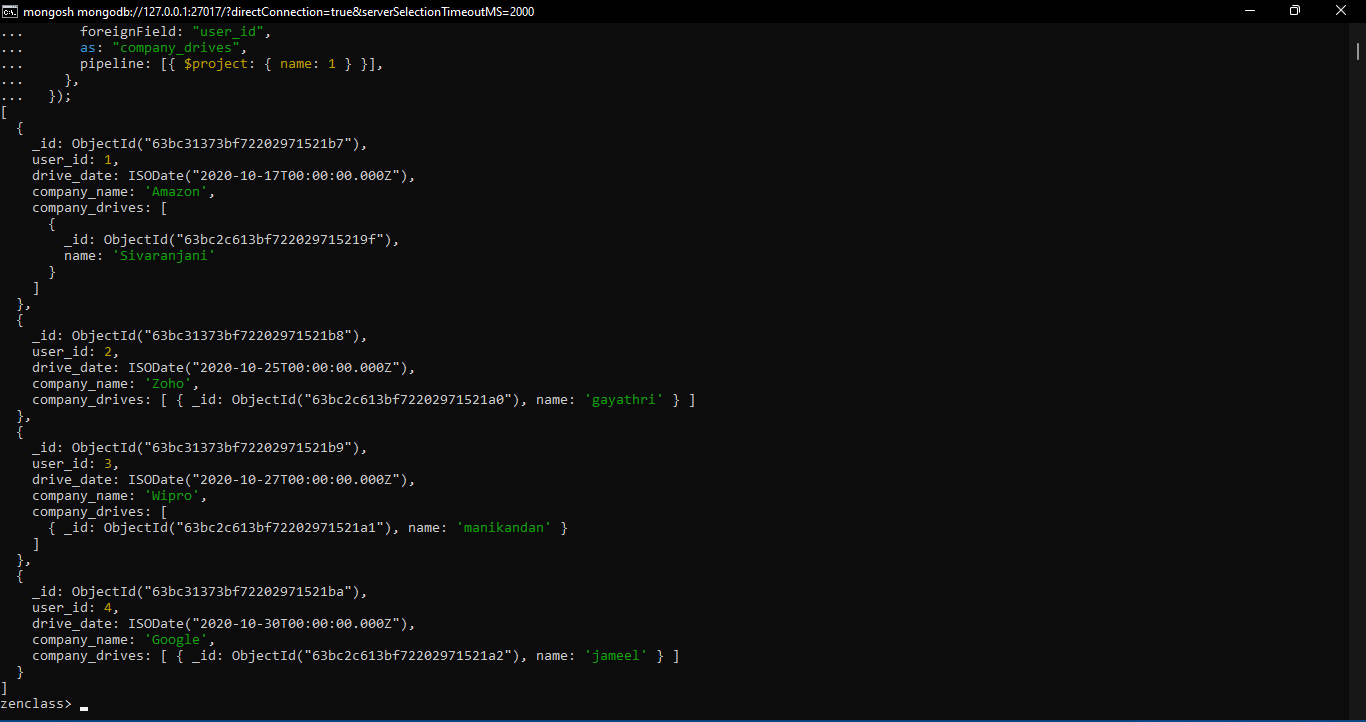 mongosh mongodb://127.0.0.1:27017/?directConnection=true&serverSelectionTimeoutMS=2000
...       foreignField: "user_id",
...       as: "company_drives",
...       pipeline: [{ $project: { name: 1 } }],
...     },
...   });
[
  {
    _id: ObjectId("63bc31373bf72202971521b7"),
    user_id: 1,
    drive_date: ISODate("2020-10-17T00:00:00.000Z"),
    company_name: 'Amazon',
    company_drives: [
      {
        _id: ObjectId("63bc2c613bf722029715219f"),
        name: 'Sivaranjani'
      }
    ]
  },
  {
    _id: ObjectId("63bc31373bf72202971521b8"),
    user_id: 2,
    drive_date: ISODate("2020-10-25T00:00:00.000Z"),
    company_name: 'Zoho',
    company_drives: [ { _id: ObjectId("63bc2c613bf72202971521a0"), name: 'gayathri' } ]
  },
  {
    _id: ObjectId("63bc31373bf72202971521b9"),
    user_id: 3,
    drive_date: ISODate("2020-10-27T00:00:00.000Z"),
    company_name: 'Wipro',
    company_drives: [
      { _id: ObjectId("63bc2c613bf72202971521a1"), name: 'manikandan' }
    ]
  },
  {
    _id: ObjectId("63bc31373bf72202971521ba"),
    user_id: 4,
    drive_date: ISODate("2020-10-30T00:00:00.000Z"),
    company_name: 'Google',
    company_drives: [ { _id: ObjectId("63bc2c613bf72202971521a2"), name: 'jameel' } ]
  }
]
zenclass>